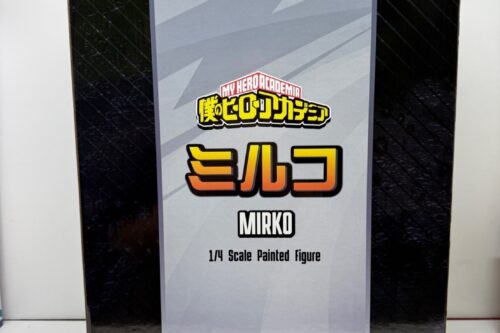 MY HERO ACADEMIA
僕のヒーローアカデミア
ミルコ
MIRKO
1/4 Scale Painted Figure